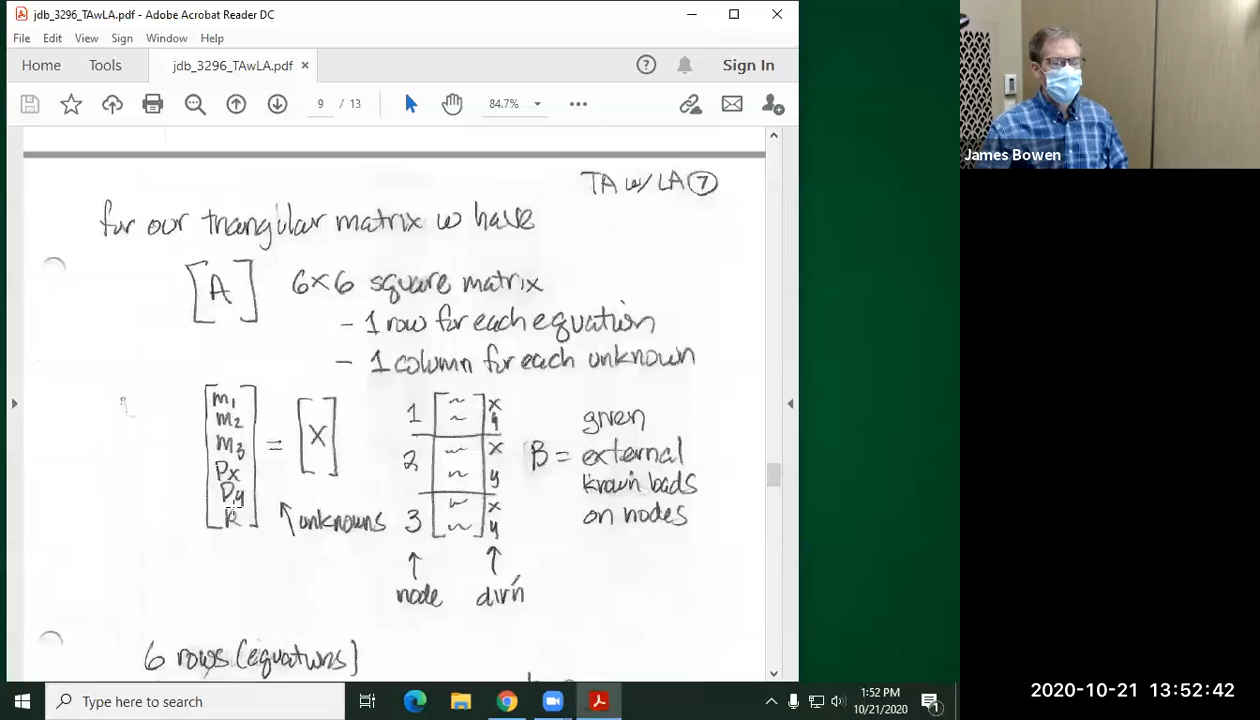 jdb_3296_TAwLA.pdf - Adobe Acrobat Reader DC
File Edit View Sign Window Help
Home Tools jdb_3296_TAwLA.pdf × Sign In
9 / 13 84.7%
TA w/ LA 7
for our triangular matrix w have
[A] 6×6 square matrix
- 1 row for each equation
- 1 column for each unknown
m1
m2
m3
Px
Py
R
= [X]
unknowns
1 x
y
2 x
y
3 x
y
node dir'n
B = given
external
known loads
on nodes
6 rows (equations)
James Bowen
Type here to search
1:52 PM
10/21/2020
1
2020-10-21 13:52:42